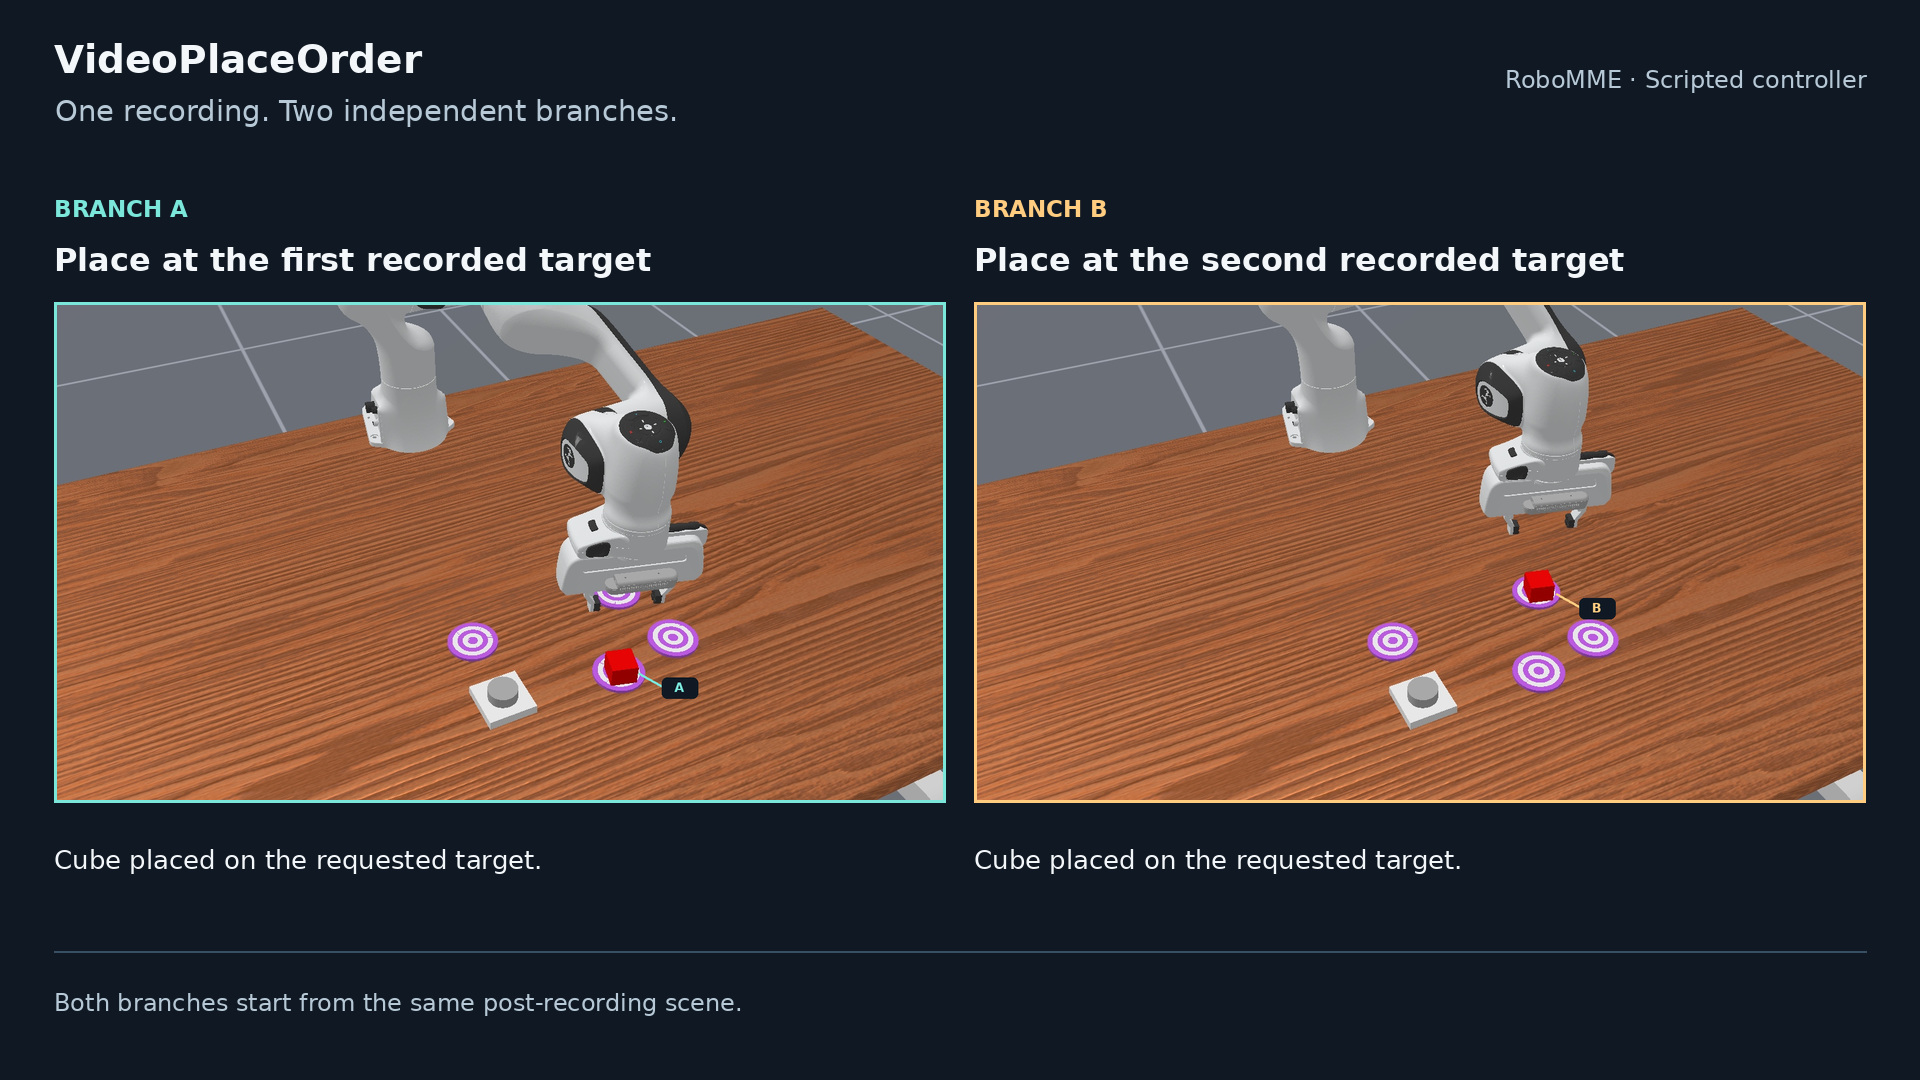 VideoPlaceOrder
One recording. Two independent branches.
RoboMME · Scripted controller
BRANCH A
Place at the first recorded target
A
Cube placed on the requested target.
BRANCH B
Place at the second recorded target
B
Cube placed on the requested target.
Both branches start from the same post-recording scene.